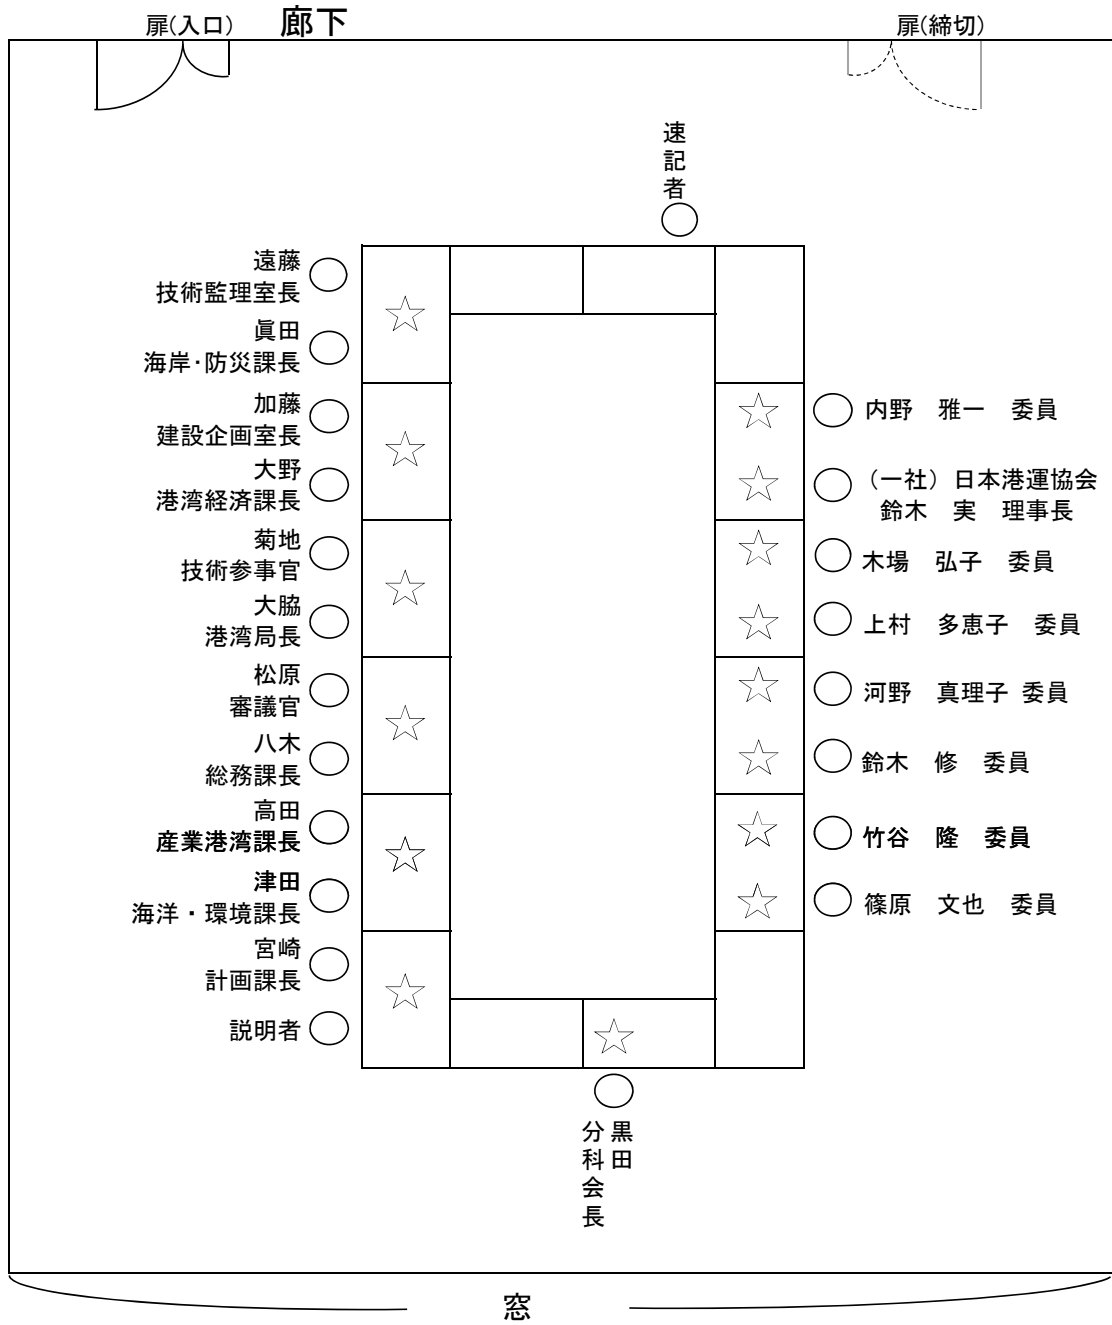 扉(入口)
廊下
扉(締切)
速記者
遠藤
技術監理室長
眞田
海岸・防災課長
加藤
建設企画室長
大野
港湾経済課長
菊地
技術参事官
大脇
港湾局長
松原
審議官
八木
総務課長
高田
産業港湾課長
津田
海洋・環境課長
宮崎
計画課長
説明者
内野　雅一　委員
（一社）日本港運協会
鈴木　実　理事長
木場　弘子　委員
上村　多恵子　委員
河野　真理子 委員
鈴木　修　委員
竹谷　隆　委員
篠原　文也　委員
黒田
分科会長
窓